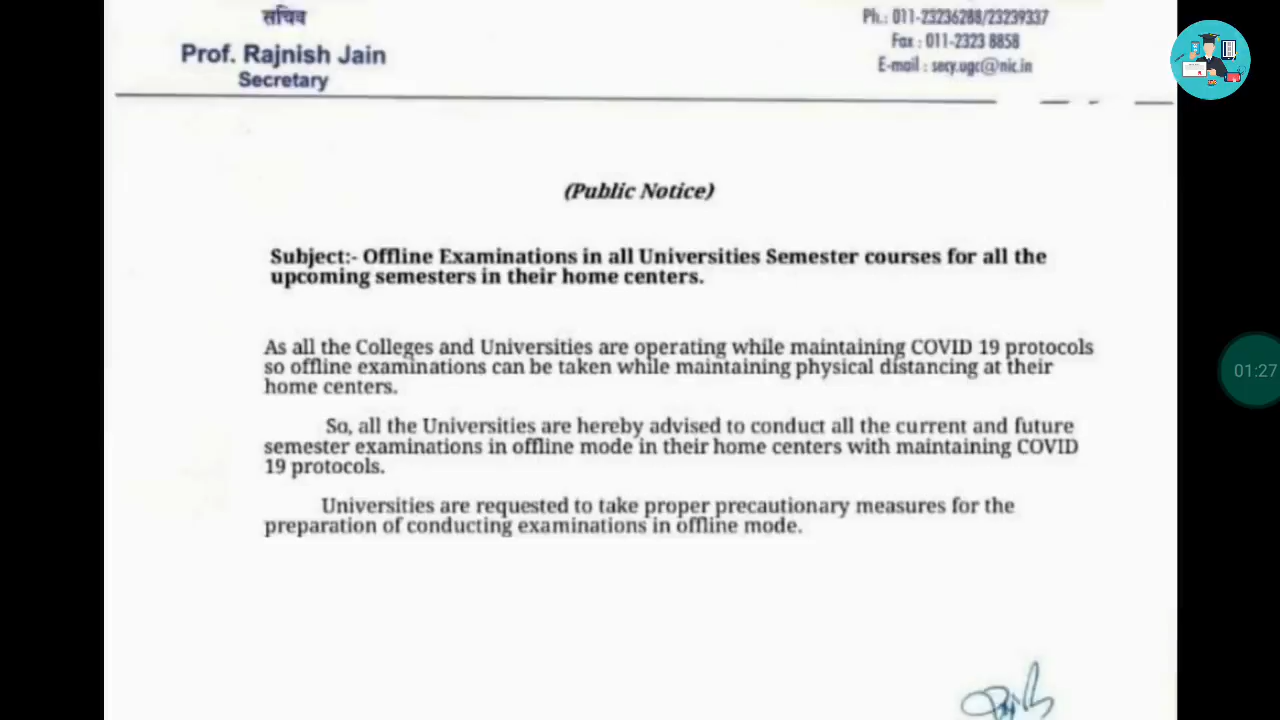 सचिव
Prof. Rajnish Jain
Secretary
Ph.: 011-23236288/23239337
Fax : 011-2323 8858
E-mail : secy.ugc@nic.in
(Public Notice)
Subject:- Offline Examinations in all Universities Semester courses for all the
upcoming semesters in their home centers.
As all the Colleges and Universities are operating while maintaining COVID 19 protocols
so offline examinations can be taken while maintaining physical distancing at their
home centers.
So, all the Universities are hereby advised to conduct all the current and future
semester examinations in offline mode in their home centers with maintaining COVID
19 protocols.
Universities are requested to take proper precautionary measures for the
preparation of conducting examinations in offline mode.
01:27